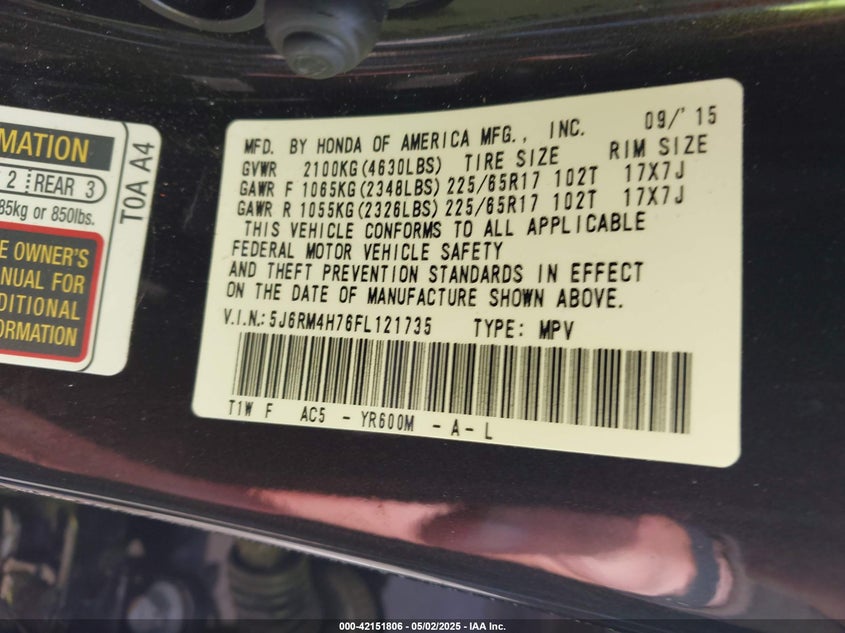 MATION
2 REAR 3
85kg or 850lbs.
E OWNER'S
NUAL FOR
DITIONAL
ORMATION
T0A A4
MFD. BY HONDA OF AMERICA MFG., INC. 09/'15
GVWR 2100KG(4630LBS) TIRE SIZE RIM SIZE
GAWR F 1065KG(2348LBS) 225/65R17 102T 17X7J
GAWR R 1055KG(2326LBS) 225/65R17 102T 17X7J
THIS VEHICLE CONFORMS TO ALL APPLICABLE
FEDERAL MOTOR VEHICLE SAFETY
AND THEFT PREVENTION STANDARDS IN EFFECT
ON THE DATE OF MANUFACTURE SHOWN ABOVE.
V.I.N.: 5J6RM4H76FL121735 TYPE: MPV
T1W F AC5 - YR600M - A - L
000-42151806 - 05/02/2025 - IAA Inc.